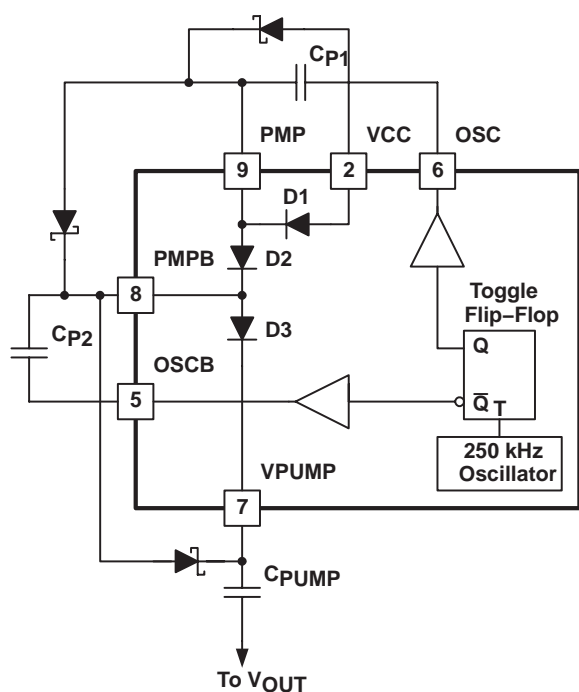 CP1
PMP
VCC
OSC
9
2
6
D1
PMPB
D2
8
D3
Toggle
Flip–Flop
CP2
OSCB
Q
5
Q̅
T
250 kHz
Oscillator
VPUMP
7
CPUMP
To VOUT